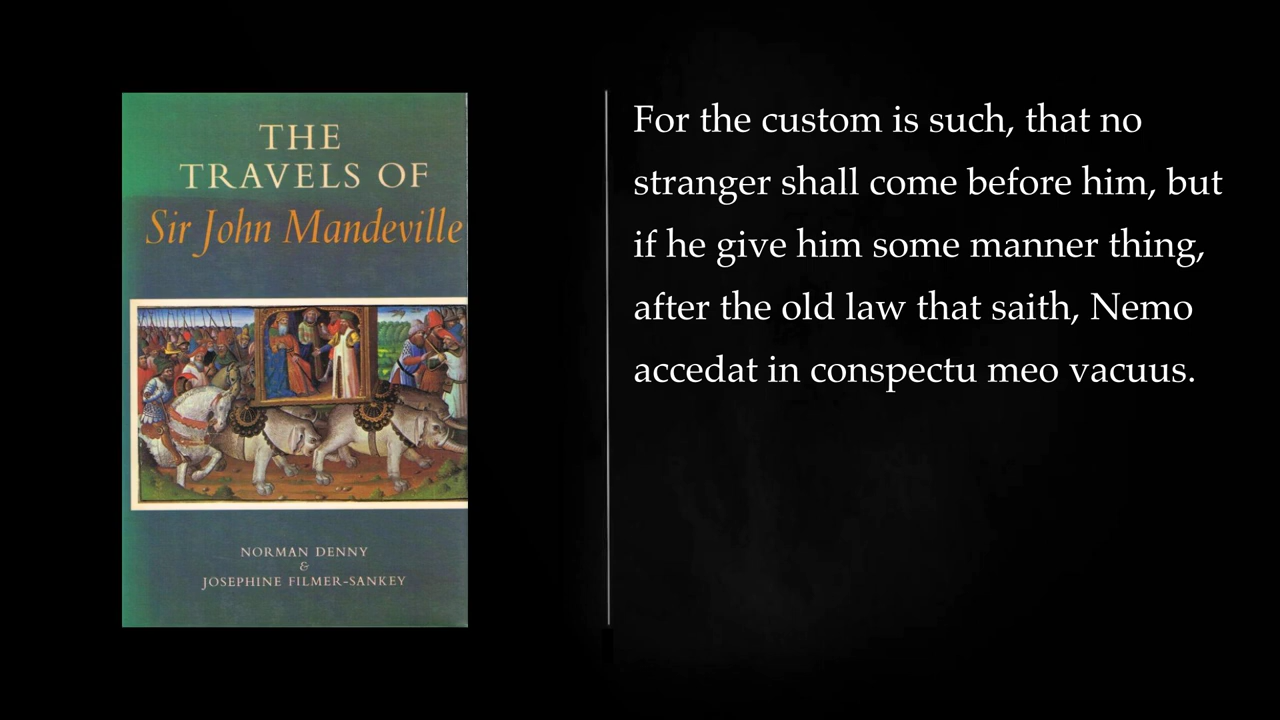 THE
TRAVELS OF
Sir John Mandeville
NORMAN DENNY
&
JOSEPHINE FILMER-SANKEY
For the custom is such, that no
stranger shall come before him, but
if he give him some manner thing,
after the old law that saith, Nemo
accedat in conspectu meo vacuus.